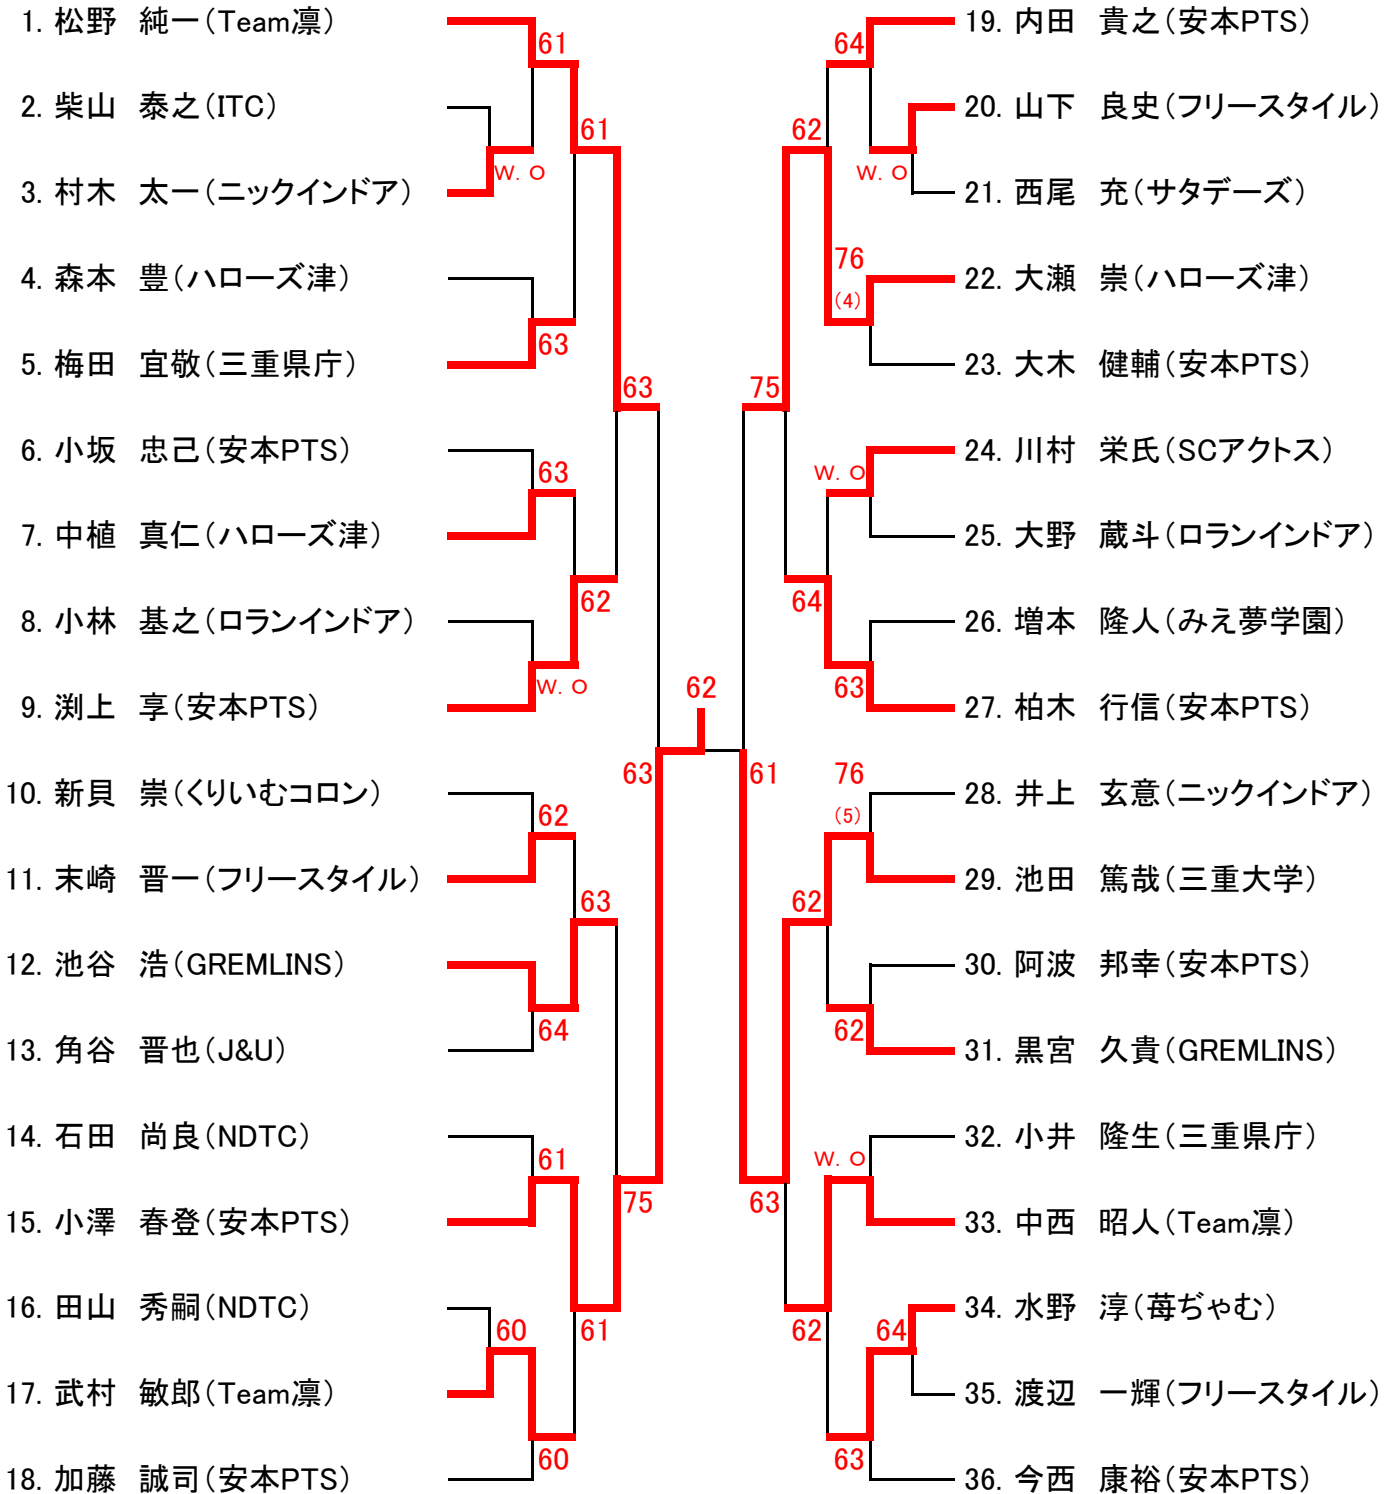 1. 松野　純一(Team凛)
61
2. 柴山　泰之(ITC)
61
W. O
3. 村木　太一(ニックインドア)
4. 森本　豊(ハローズ津)
63
5. 梅田　宜敬(三重県庁)
63
6. 小坂　忠己(安本PTS)
63
7. 中植　真仁(ハローズ津)
62
8. 小林　基之(ロランインドア)
W. O
9. 渕上　享(安本PTS)
63
10. 新貝　崇(くりいむコロン)
62
11. 末崎　晋一(フリースタイル)
63
12. 池谷　浩(GREMLINS)
64
13. 角谷　晋也(J&U)
14. 石田　尚良(NDTC)
61
75
15. 小澤　春登(安本PTS)
16. 田山　秀嗣(NDTC)
60
61
17. 武村　敏郎(Team凛)
60
18. 加藤　誠司(安本PTS)
62
19. 内田　貴之(安本PTS)
64
20. 山下　良史(フリースタイル)
62
W. O
21. 西尾　充(サタデーズ)
76
(4)
22. 大瀬　崇(ハローズ津)
23. 大木　健輔(安本PTS)
75
24. 川村　栄氏(SCアクトス)
W. O
25. 大野　蔵斗(ロランインドア)
64
26. 増本　隆人(みえ夢学園)
63
27. 柏木　行信(安本PTS)
61
76
(5)
28. 井上　玄意(ニックインドア)
29. 池田　篤哉(三重大学)
62
30. 阿波　邦幸(安本PTS)
62
31. 黒宮　久貴(GREMLINS)
32. 小井　隆生(三重県庁)
W. O
63
33. 中西　昭人(Team凛)
34. 水野　淳(苺ぢゃむ)
62
64
35. 渡辺　一輝(フリースタイル)
63
36. 今西　康裕(安本PTS)